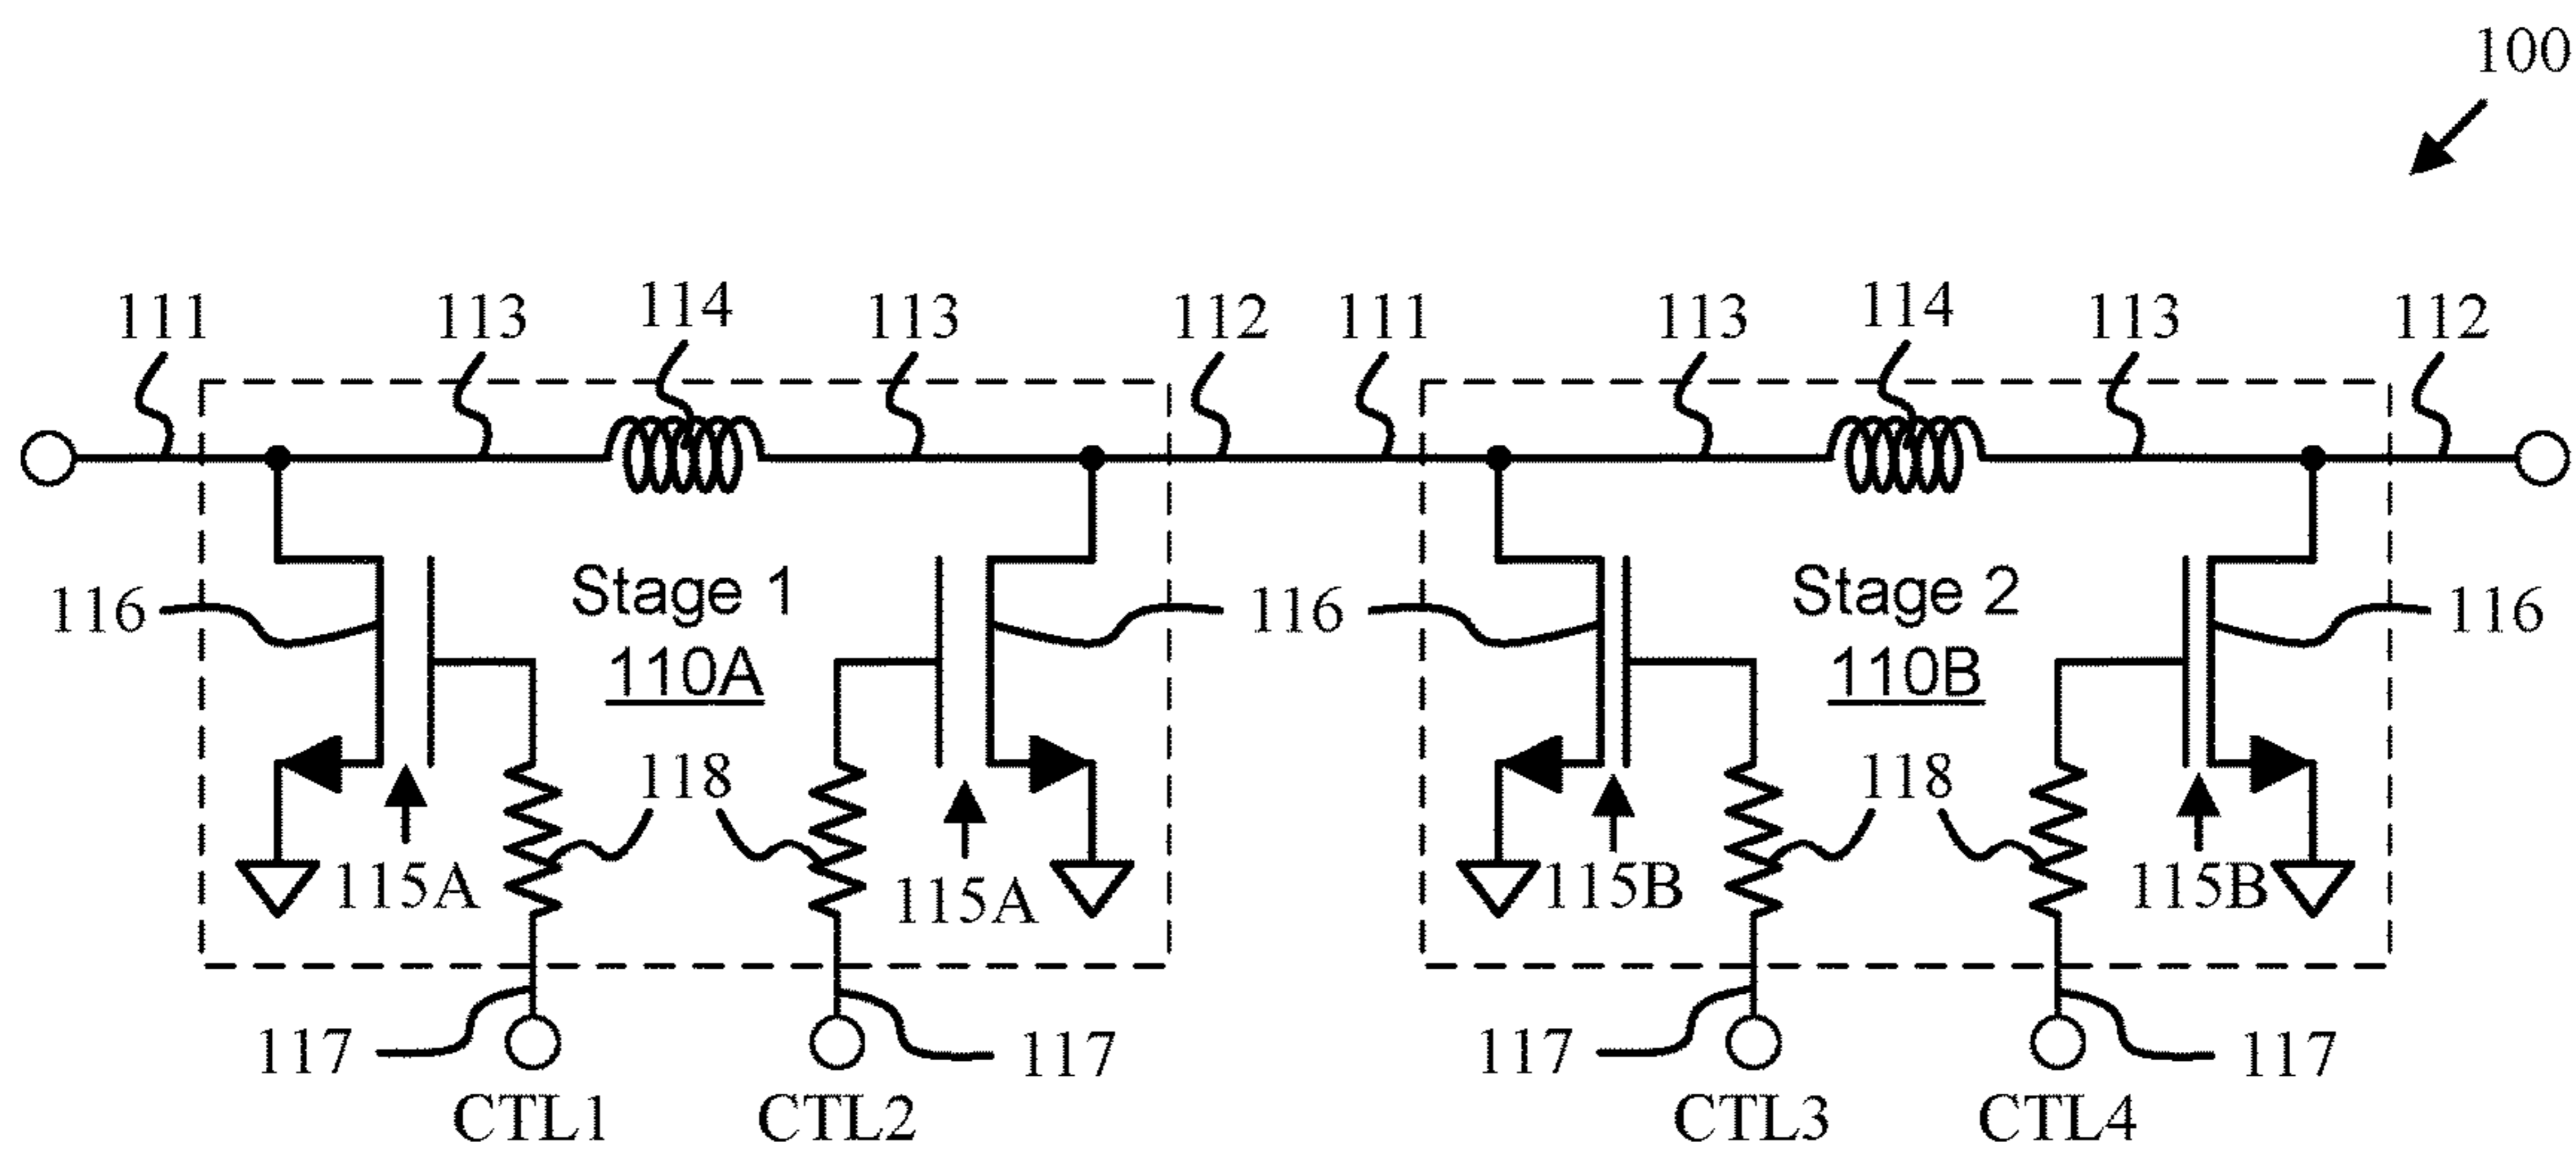 100
111 113 114 113 112 111 113 114 113 112
116 Stage 1 116 Stage 2 116
110A 110B
118 118
115A 115A 115B 115B
117 117 117 117
CTL1 CTL2 CTL3 CTL4